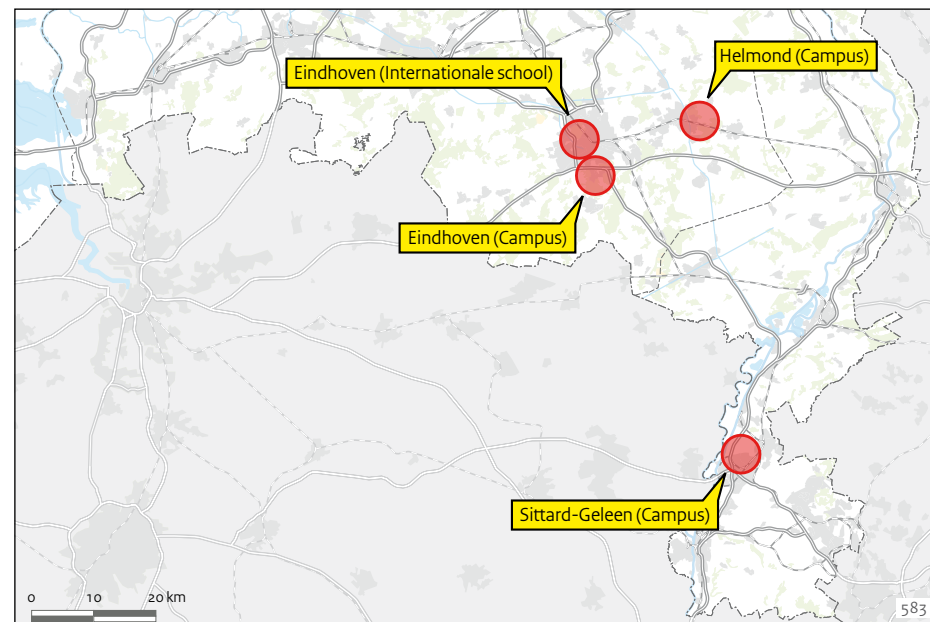 Helmond (Campus)
Eindhoven (Internationale school)
Eindhoven (Campus)
Sittard-Geleen (Campus)
0 10 20 km
583